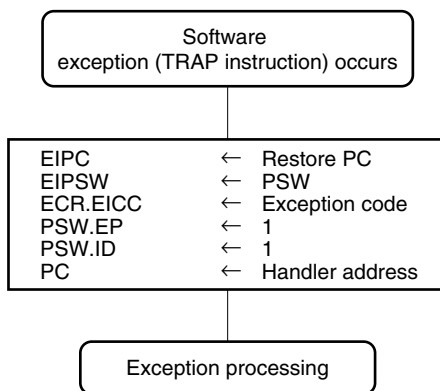 Software
exception (TRAP instruction) occurs
EIPC ← Restore PC
EIPSW ← PSW
ECR.EICC ← Exception code
PSW.EP ← 1
PSW.ID ← 1
PC ← Handler address
Exception processing